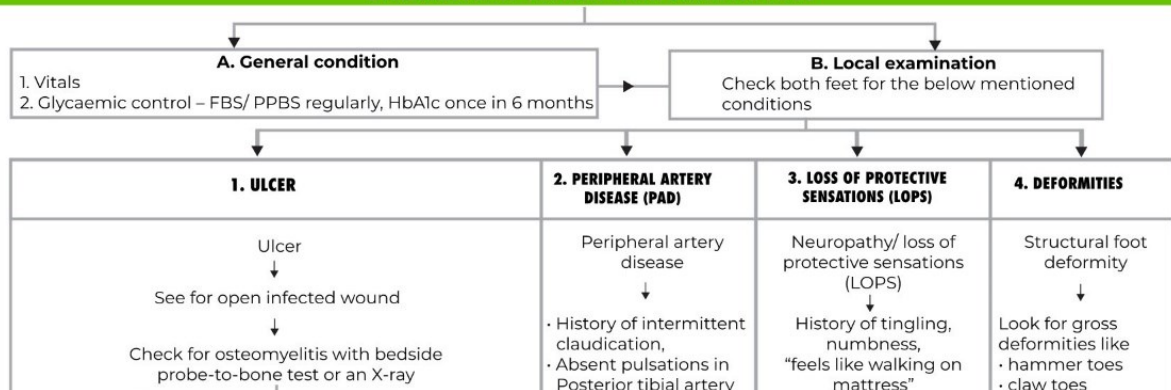 A. General condition
1. Vitals
2. Glycaemic control – FBS/ PPBS regularly, HbA1c once in 6 months
B. Local examination
Check both feet for the below mentioned
conditions
1. ULCER
Ulcer
See for open infected wound
Check for osteomyelitis with bedside
probe-to-bone test or an X-ray
2. PERIPHERAL ARTERY
DISEASE (PAD)
Peripheral artery
disease
• History of intermittent
claudication,
• Absent pulsations in
Posterior tibial artery
3. LOSS OF PROTECTIVE
SENSATIONS (LOPS)
Neuropathy/ loss of
protective sensations
(LOPS)
History of tingling,
numbness,
“feels like walking on
mattress”
4. DEFORMITIES
Structural foot
deformity
Look for gross
deformities like
• hammer toes
• claw toes